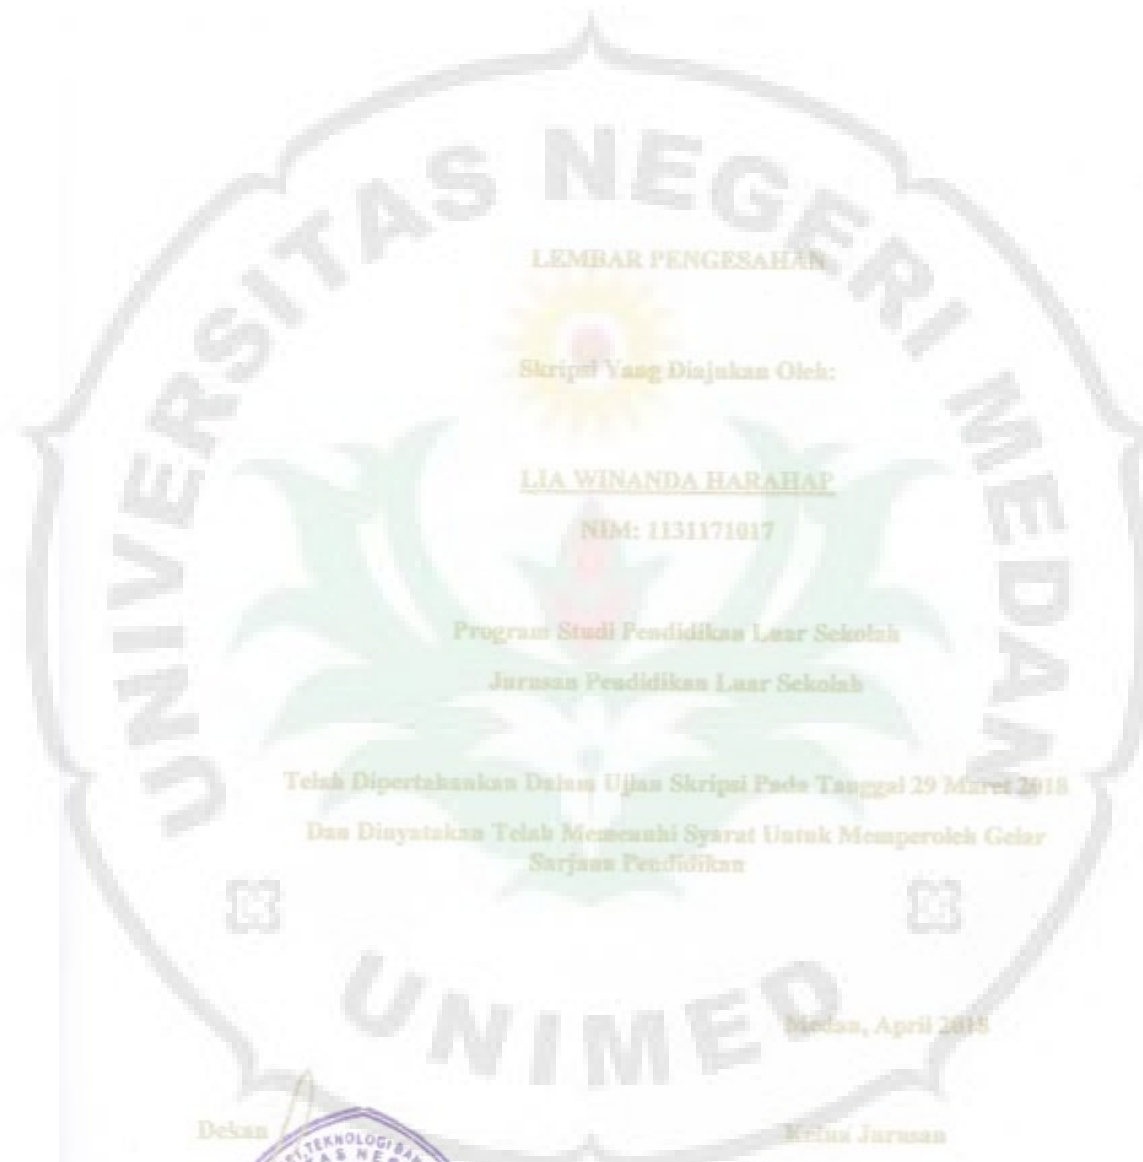 UNIVERSITAS NEGERI MEDAN
LEMBAR PENGESAHAN
Skripsi Yang Diajukan Oleh:
LIA WINANDA HARAHAP
NIM: 1131171017
Program Studi Pendidikan Luar Sekolah
Jurusan Pendidikan Luar Sekolah
Telah Dipertahankan Dalam Ujian Skripsi Pada Tanggal 29 Maret 2018
Dan Dinyatakan Telah Memenuhi Syarat Untuk Memperoleh Gelar
Sarjana Pendidikan
UNIMED
Medan, April 2018
Dekan
Ketua Jurusan
TEKNOLOGI